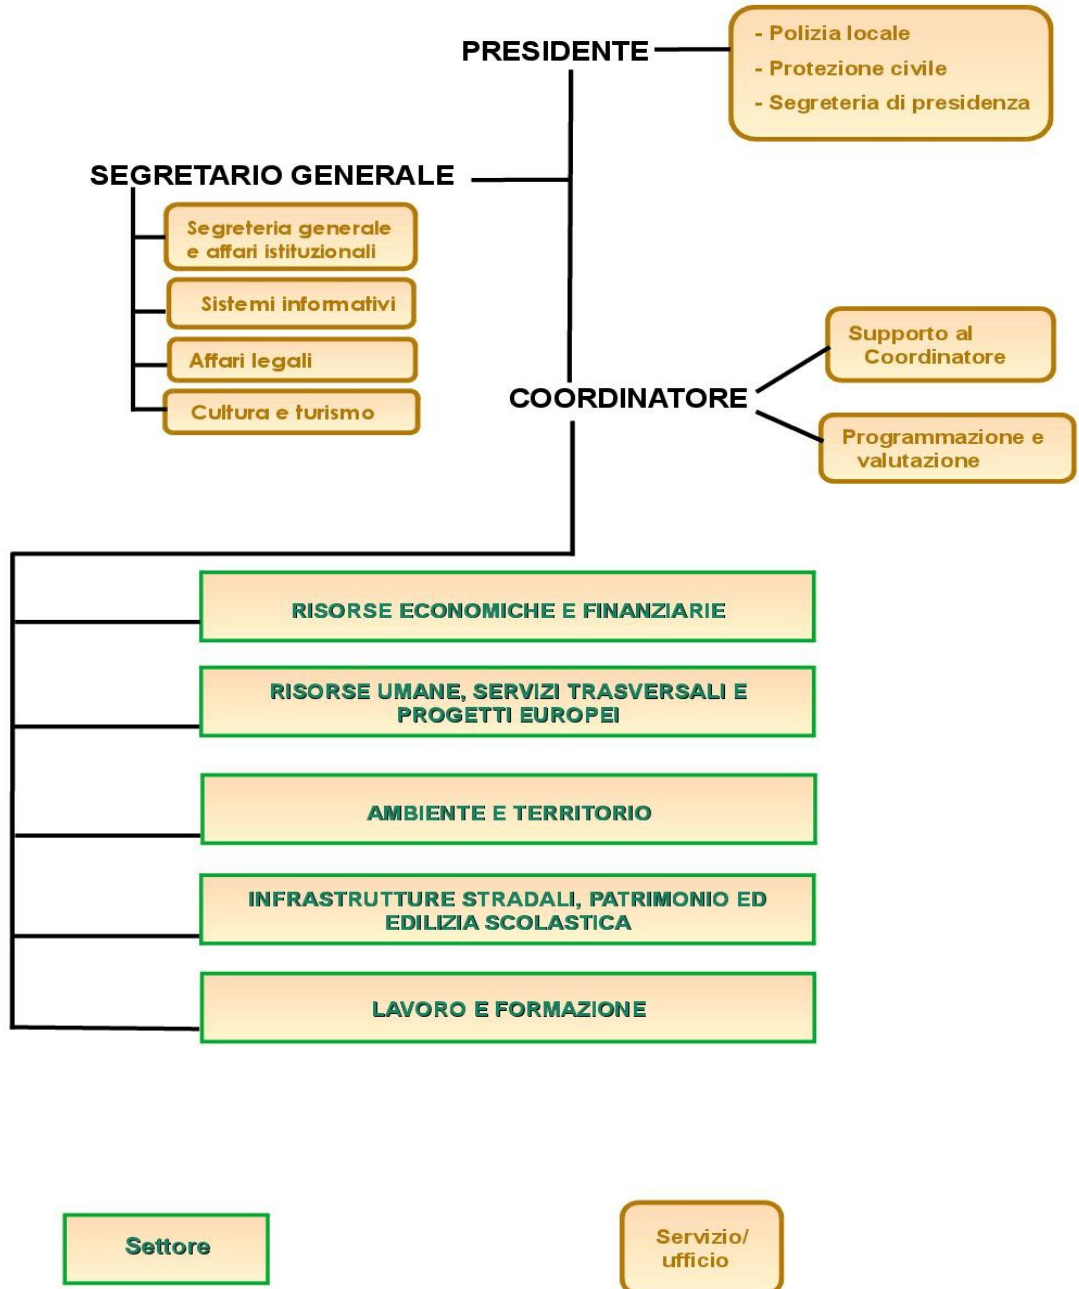 PRESIDENTE
- Polizia locale
- Protezione civile
- Segreteria di presidenza
SEGRETARIO GENERALE
Segreteria generale
e affari istituzionali
Sistemi informativi
Affari legali
Cultura e turismo
COORDINATORE
Supporto al
Coordinatore
Programmazione e
valutazione
RISORSE ECONOMICHE E FINANZIARIE
RISORSE UMANE, SERVIZI TRASVERSALI E
PROGETTI EUROPEI
AMBIENTE E TERRITORIO
INFRASTRUTTURE STRADALI, PATRIMONIO ED
EDILIZIA SCOLASTICA
LAVORO E FORMAZIONE
Settore
Servizio/
ufficio